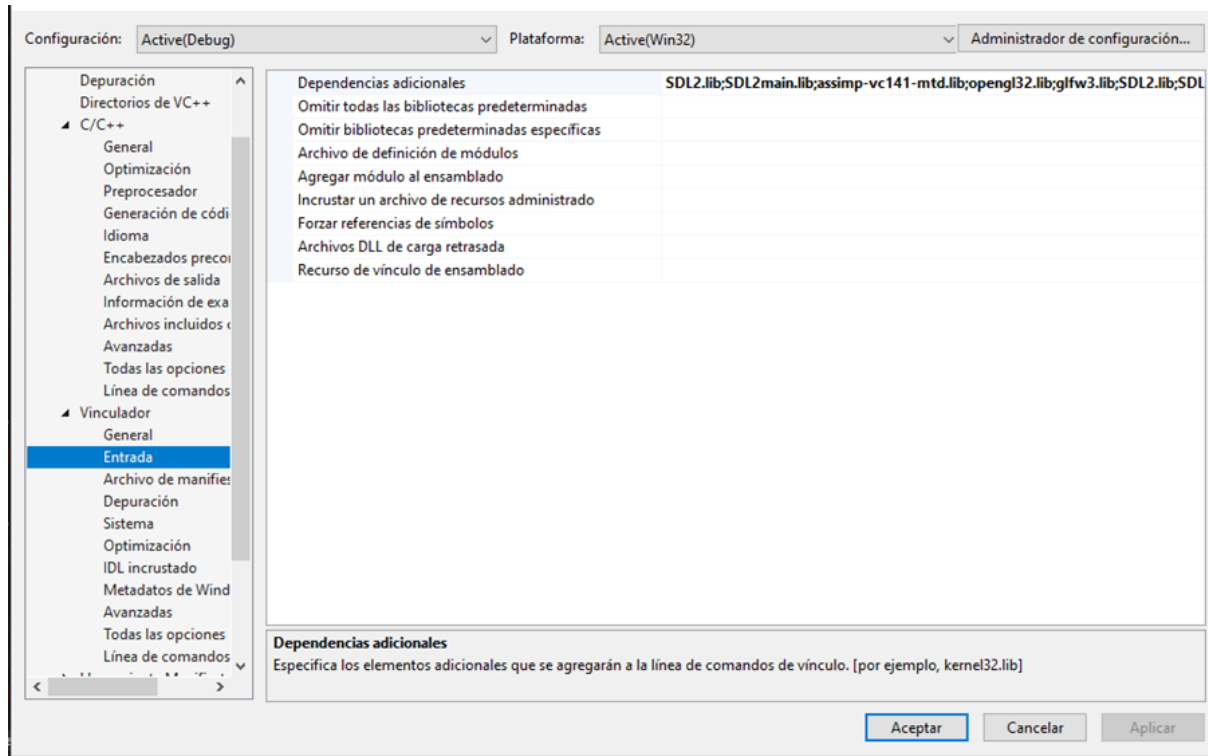 Configuración: Active(Debug) Plataforma: Active(Win32) Administrador de configuración...
Depuración
Directorios de VC++
C/C++
General
Optimización
Preprocesador
Generación de códi
Idioma
Encabezados precoi
Archivos de salida
Información de exa
Archivos incluidos
Avanzadas
Todas las opciones
Línea de comandos
Vinculador
General
Entrada
Archivo de manifies
Depuración
Sistema
Optimización
IDL incrustado
Metadatos de Wind
Avanzadas
Todas las opciones
Línea de comandos
Dependencias adicionales SDL2.lib;SDL2main.lib;assimp-vc141-mtd.lib;opengl32.lib;glfw3.lib;SDL2.lib;SDL
Omitir todas las bibliotecas predeterminadas
Omitir bibliotecas predeterminadas específicas
Archivo de definición de módulos
Agregar módulo al ensamblado
Incrustar un archivo de recursos administrado
Forzar referencias de símbolos
Archivos DLL de carga retrasada
Recurso de vínculo de ensamblado
Dependencias adicionales
Especifica los elementos adicionales que se agregarán a la línea de comandos de vínculo. [por ejemplo, kernel32.lib]
Aceptar Cancelar Aplicar